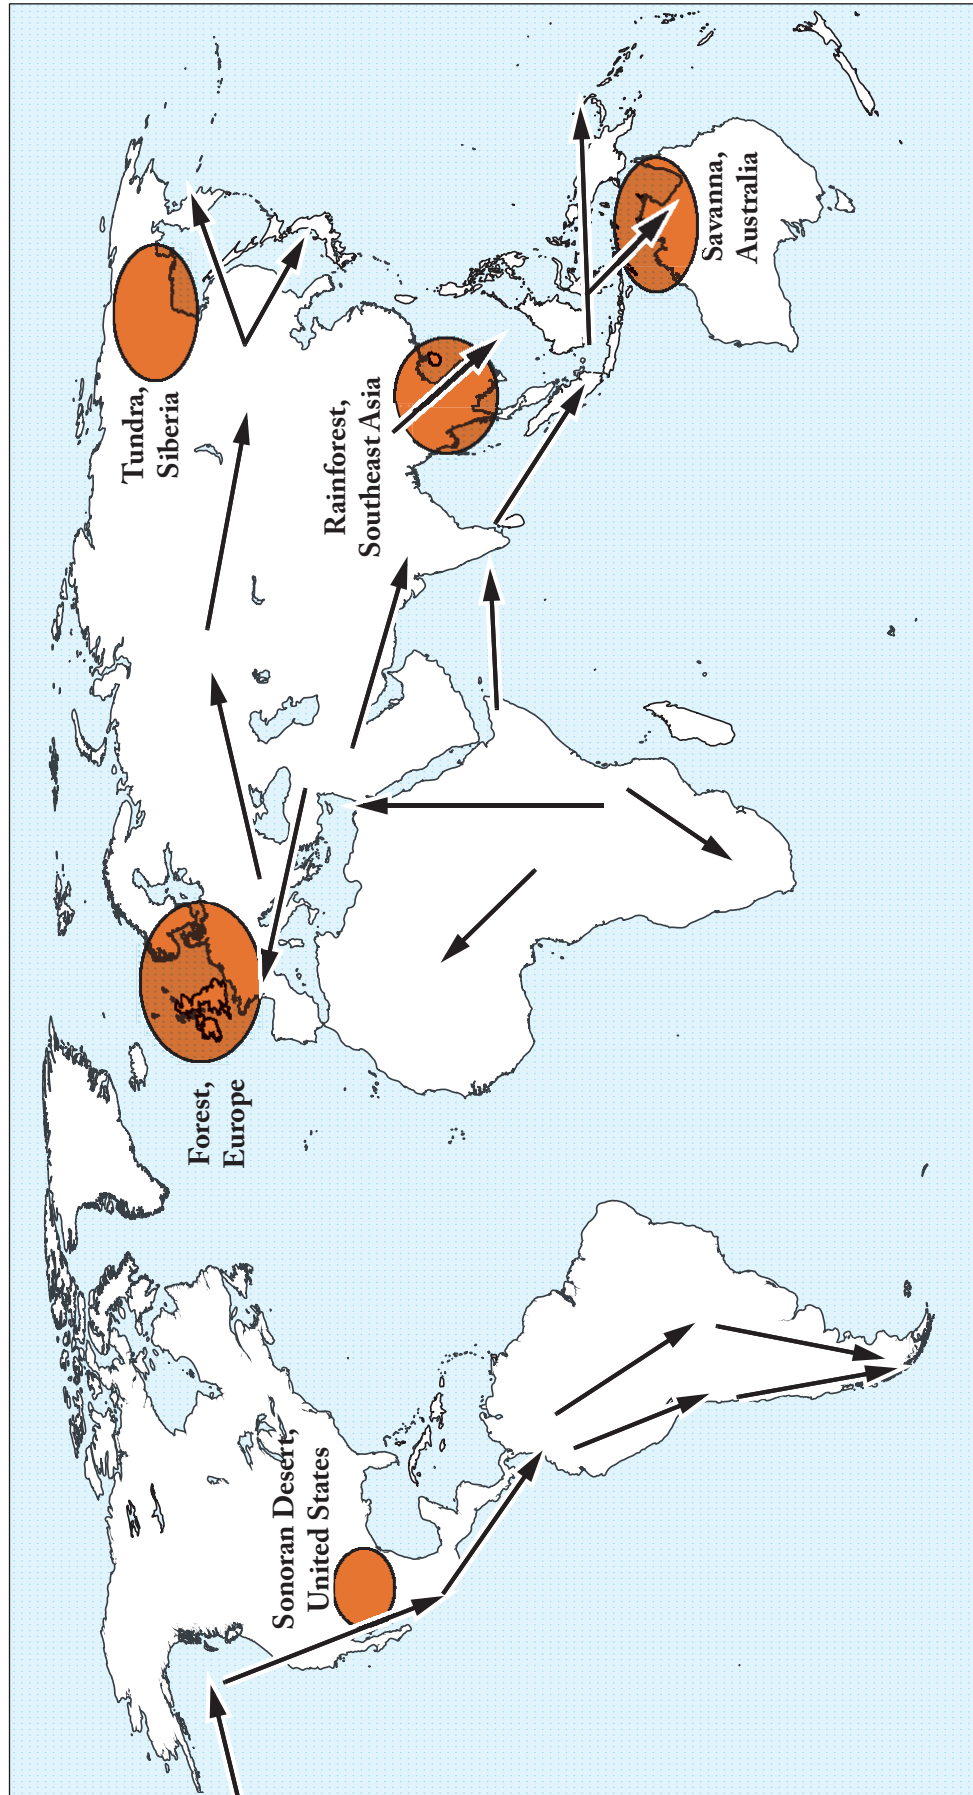 Tundra,
Siberia
Rainforest,
Southeast Asia
Savanna,
Australia
Forest,
Europe
Sonoran Desert,
United States